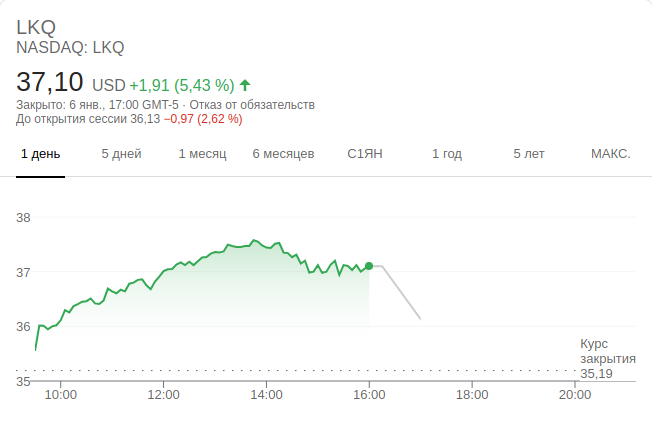 LKQ
NASDAQ: LKQ
37,10 USD +1,91 (5,43 %)
Закрыто: 6 янв., 17:00 GMT-5 · Отказ от обязательств
До открытия сессии 36,13 −0,97 (2,62 %)
1 день 5 дней 1 месяц 6 месяцев С1ЯН 1 год 5 лет МАКС.
38
37
36
Курс
закрытия
35,19
35
10:00 12:00 14:00 16:00 18:00 20:00